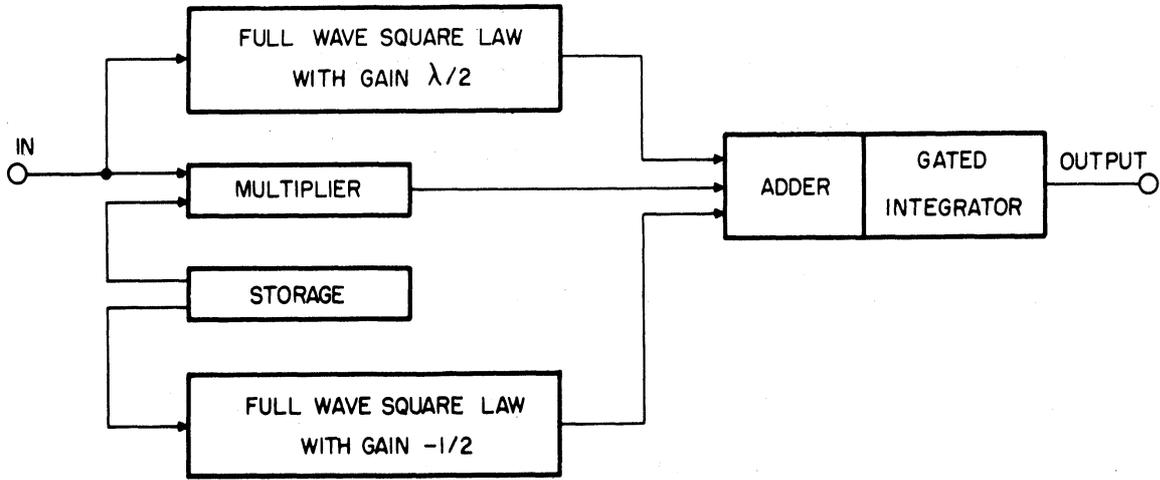 FULL WAVE SQUARE LAW
WITH GAIN λ/2
IN
MULTIPLIER
ADDER
GATED
INTEGRATOR
OUTPUT
STORAGE
FULL WAVE SQUARE LAW
WITH GAIN -1/2